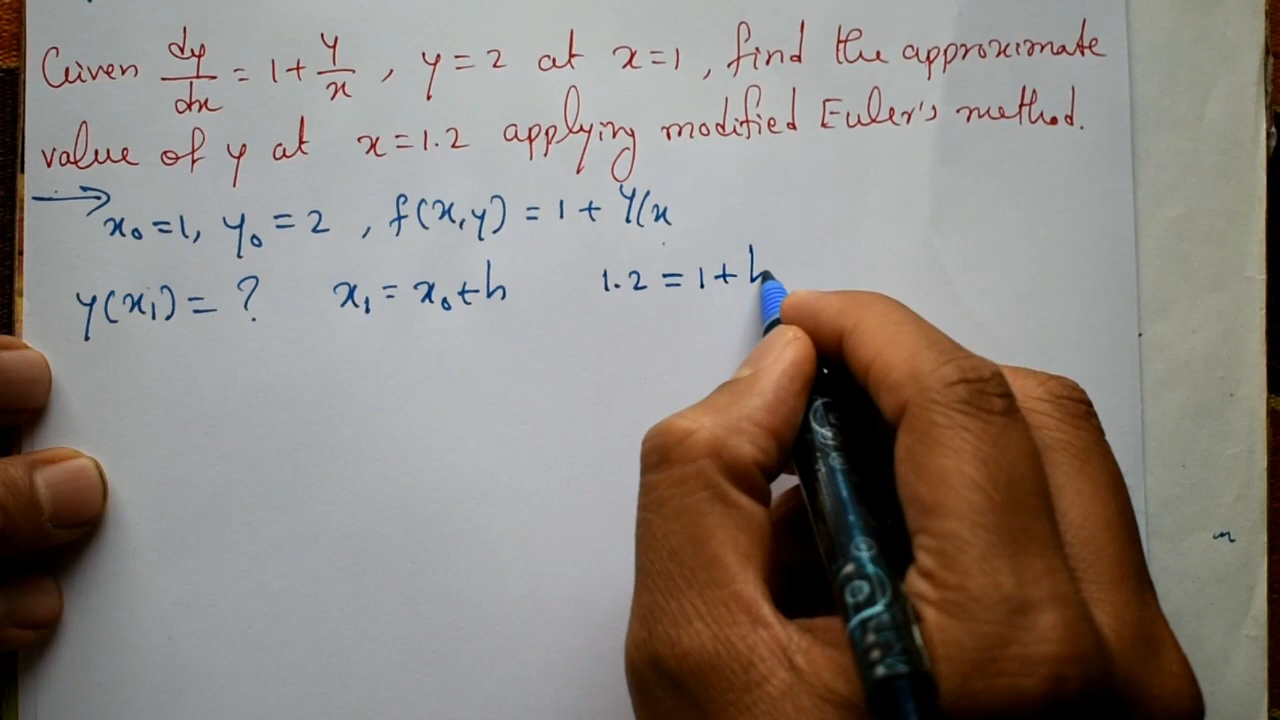 Given dy/dx = 1 + y/x, y = 2 at x = 1, find the approximate
value of y at x = 1.2 applying modified Euler's method.
→ x₀ = 1, y₀ = 2, f(x,y) = 1 + y/x
y(x₁) = ? x₁ = x₀ + h 1.2 = 1 + h